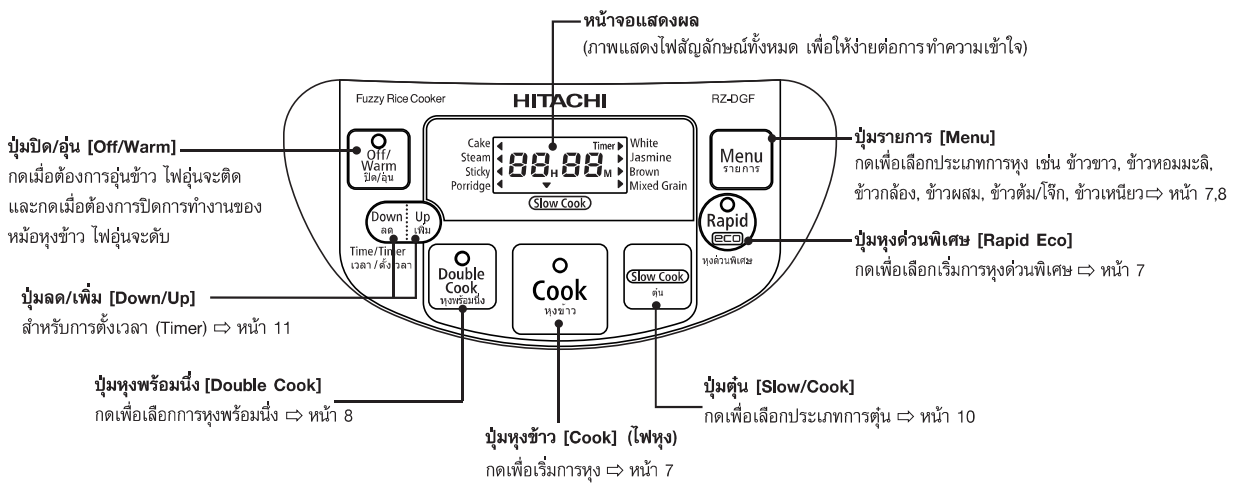 หน้าจอแสดงผล
(ภาพแสดงไฟสัญลักษณ์ทั้งหมด เพื่อให้ง่ายต่อการทำความเข้าใจ)
Fuzzy Rice Cooker
HITACHI
RZ-DGF
ปุ่มปิด/อุ่น [Off/Warm]
กดเมื่อต้องการอุ่นข้าว ไฟอุ่นจะติด
และกดเมื่อต้องการปิดการทำงานของ
หม้อหุงข้าว ไฟอุ่นจะดับ
Off/
Warm
ปิด/อุ่น
Cake
Steam
Sticky
Porridge
88 H 88 M
Timer
White
Jasmine
Brown
Mixed Grain
Slow Cook
Menu
รายการ
ปุ่มรายการ [Menu]
กดเพื่อเลือกประเภทการหุง เช่น ข้าวขาว, ข้าวหอมมะลิ,
ข้าวกล้อง, ข้าวผสม, ข้าวต้ม/โจ๊ก, ข้าวเหนียว⇨ หน้า 7,8
Down
ลด
Up
เพิ่ม
Time/Timer
เวลา/ตั้งเวลา
Rapid
eco
หุงด่วนพิเศษ
ปุ่มหุงด่วนพิเศษ [Rapid Eco]
กดเพื่อเลือกเริ่มการหุงด่วนพิเศษ ⇨ หน้า 7
Double
Cook
หุงพร้อมนึ่ง
Cook
หุงข้าว
Slow Cook
ตุ๋น
ปุ่มลด/เพิ่ม [Down/Up]
สำหรับการตั้งเวลา (Timer) ⇨ หน้า 11
ปุ่มหุงพร้อมนึ่ง [Double Cook]
กดเพื่อเลือกการหุงพร้อมนึ่ง ⇨ หน้า 8
ปุ่มตุ๋น [Slow/Cook]
กดเพื่อเลือกประเภทการตุ๋น ⇨ หน้า 10
ปุ่มหุงข้าว [Cook] (ไฟหุง)
กดเพื่อเริ่มการหุง ⇨ หน้า 7